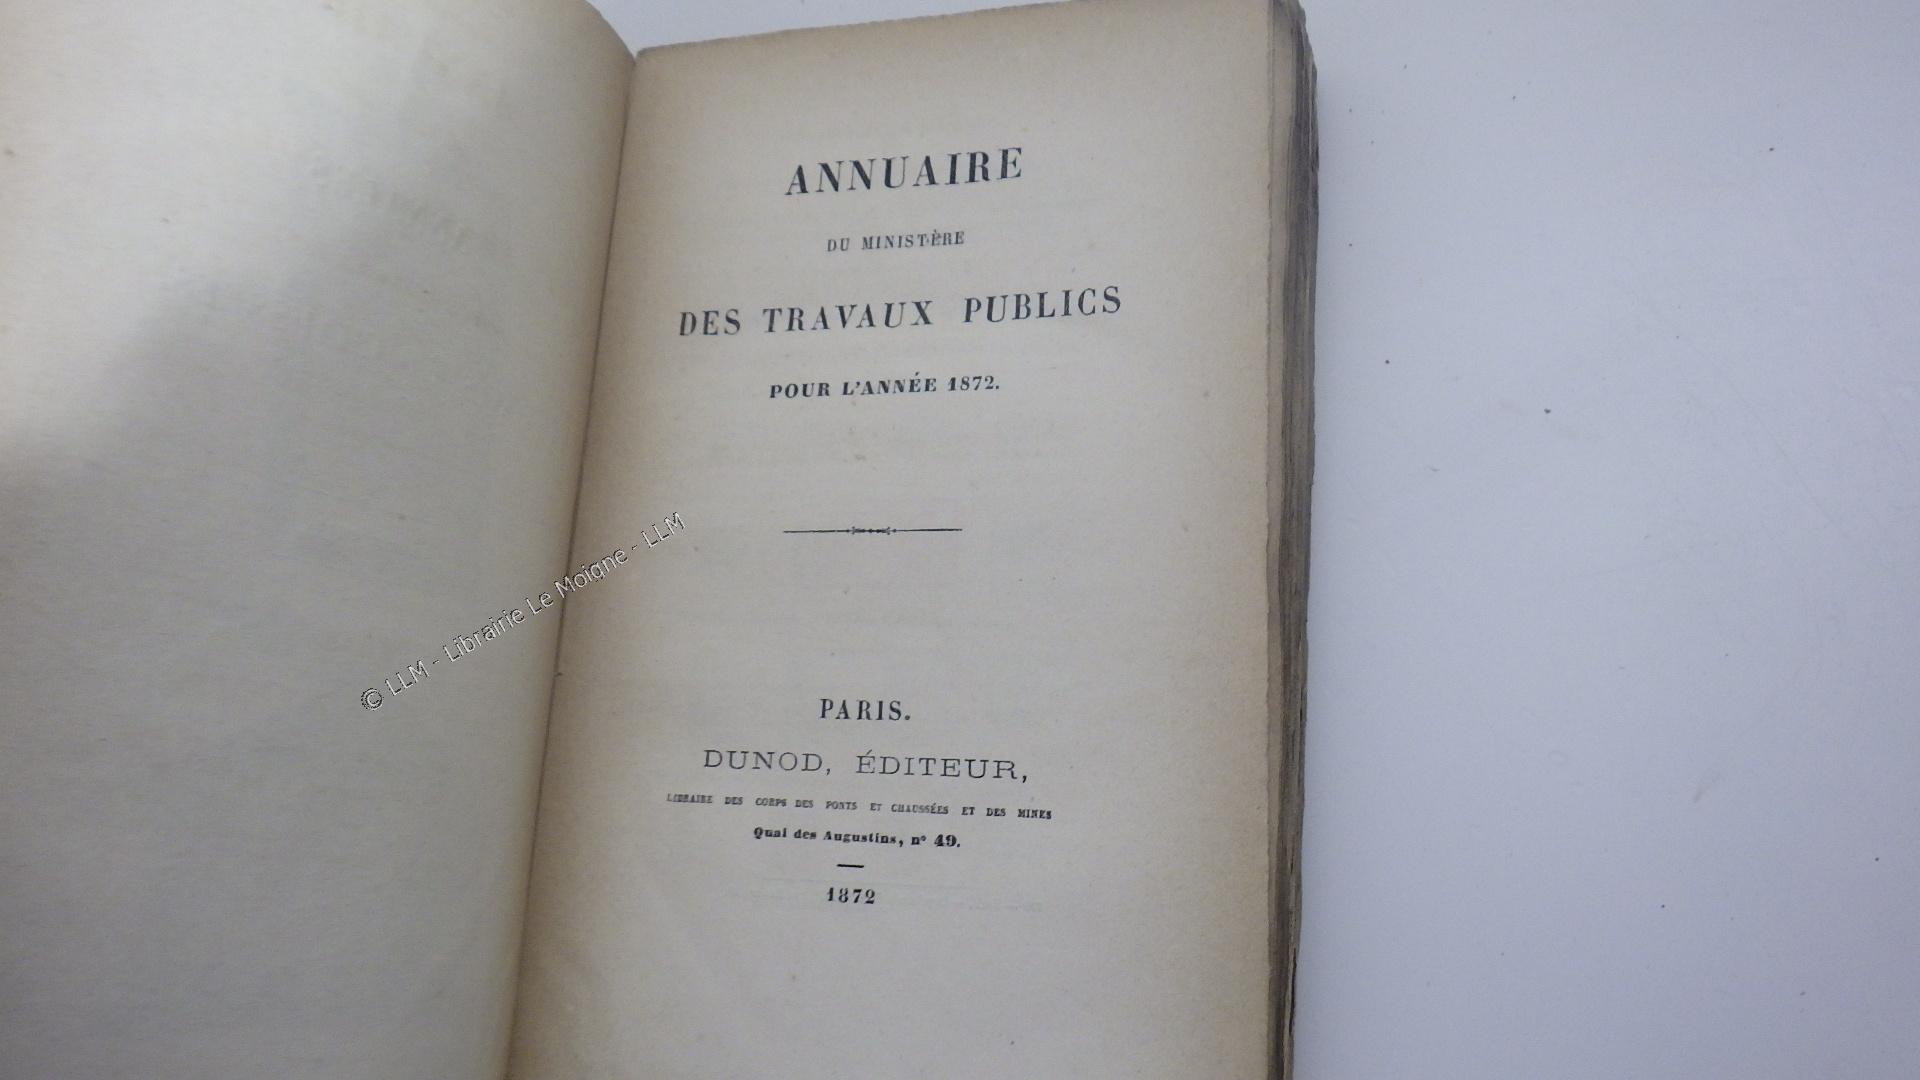 ANNUAIRE
DU MINISTÈRE
DES TRAVAUX PUBLICS
POUR L'ANNÉE 1872.
PARIS.
DUNOD, ÉDITEUR,
LIBRAIRE DES CORPS DES PONTS ET CHAUSSÉES ET DES MINES
Quai des Augustins, n° 49.
1872
© LLM - Librairie Le Moigne - LLM